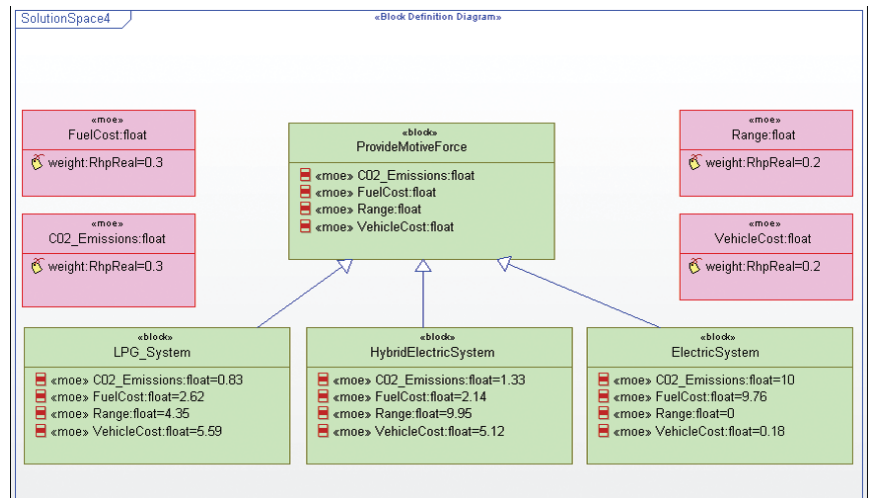 SolutionSpace4
«Block Definition Diagram»
«moe»
FuelCost:float
weight:RhpReal=0.3
«moe»
C02_Emissions:float
weight:RhpReal=0.3
«block»
ProvideMotiveForce
«moe» C02_Emissions:float
«moe» FuelCost:float
«moe» Range:float
«moe» VehicleCost:float
«moe»
Range:float
weight:RhpReal=0.2
«moe»
VehicleCost:float
weight:RhpReal=0.2
«block»
LPG_System
«moe» C02_Emissions:float=0.83
«moe» FuelCost:float=2.62
«moe» Range:float=4.35
«moe» VehicleCost:float=5.59
«block»
HybridElectricSystem
«moe» C02_Emissions:float=1.33
«moe» FuelCost:float=2.14
«moe» Range:float=9.95
«moe» VehicleCost:float=5.12
«block»
ElectricSystem
«moe» C02_Emissions:float=10
«moe» FuelCost:float=9.76
«moe» Range:float=0
«moe» VehicleCost:float=0.18